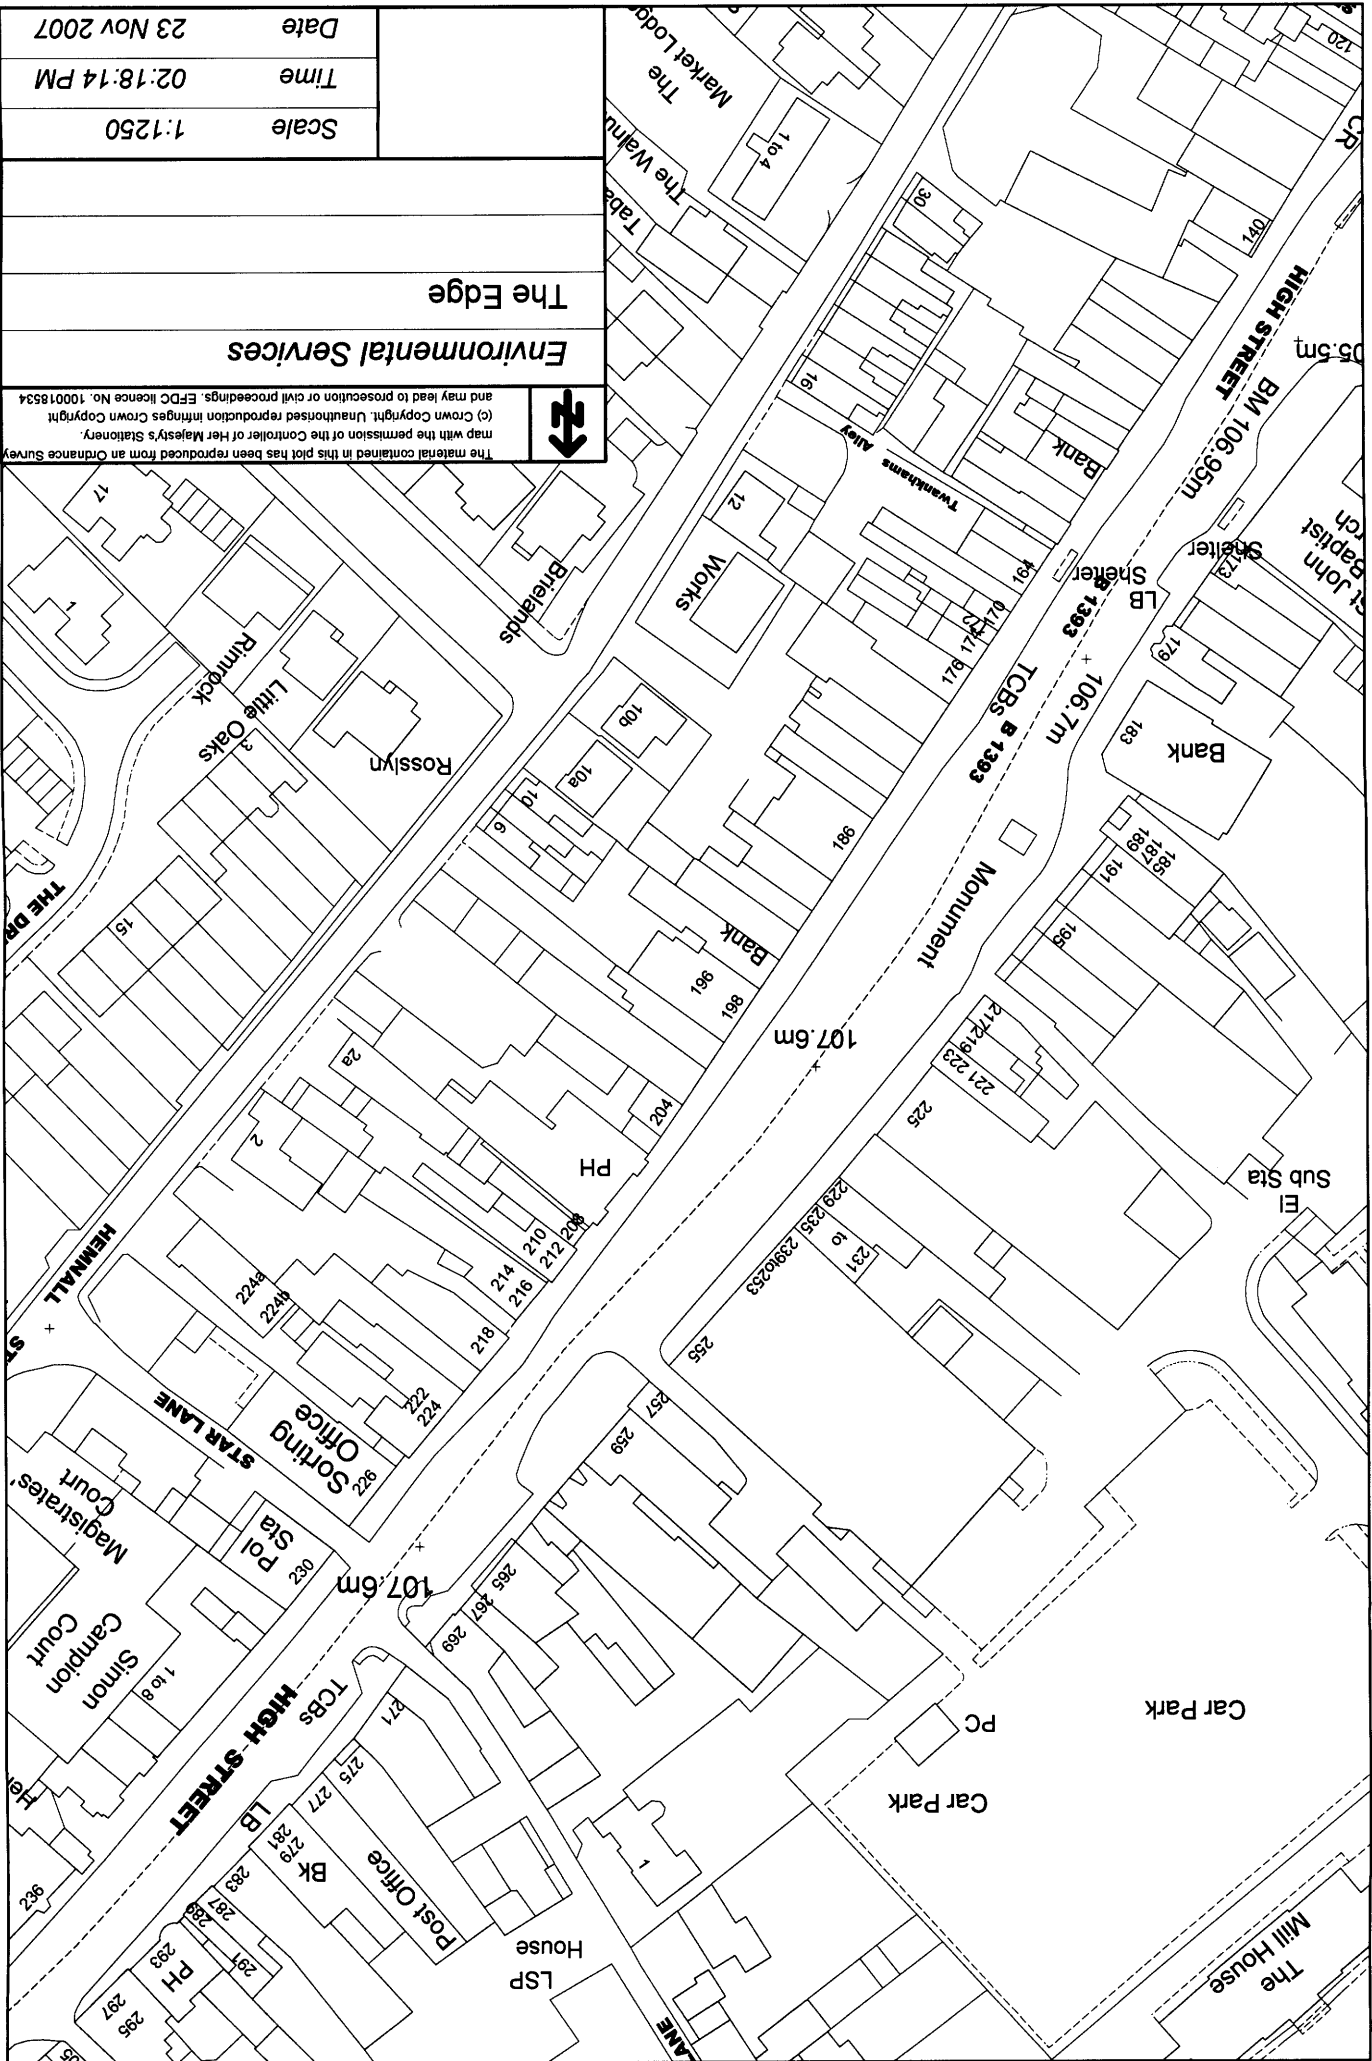 The Mill House
LANE
LSP
House
295
297
PH
293
291
289
287
283
Bk
279
281
277
275
Post Office
236
1
LB
271
TCBs
HIGH STREET
Car Park
Car Park
PC
1 to 8
Simon
Campion
Court
Magistrates'
Court
269
267
265
107.6m
230
Pol
Sta
STAR LANE
226
Sorting
Office
259
257
255
222
224
218
224a
224b
HEMNALL
ST
239to253
231
to
235
229
214
216
210
212
208
El
Sub Sta
PH
204
2
2a
225
221 223
217 219
107.6m
198
196
Bank
Monument
195
191
185
187
189
186
Bank
183
6
10
10a
10b
15
THE DR
3
Rosslyn
Little Oaks
Rimrock
1
17
Brielands
179
106.7m
B 1393
TCBs
B 1393
176
174
172
170
164
LB
Shelter
Shelter
173
St John
Baptist
Works
12
Twankhams Alley
16
Bank
BM 106.95m
HIGH STREET
05.5m
140
30
1 to 4
The
Market Lodge
120
The material contained in this plot has been reproduced from an Ordnance Survey
map with the permission of the Controller of Her Majesty's Stationery.
(c) Crown Copyright. Unauthorised reproduction infringes Crown Copyright
and may lead to prosecution or civil proceedings. EFDC licence No. 100018534
N
Environmental Services
The Edge
Scale 1:1250
Time 02:18:14 PM
Date 23 Nov 2007